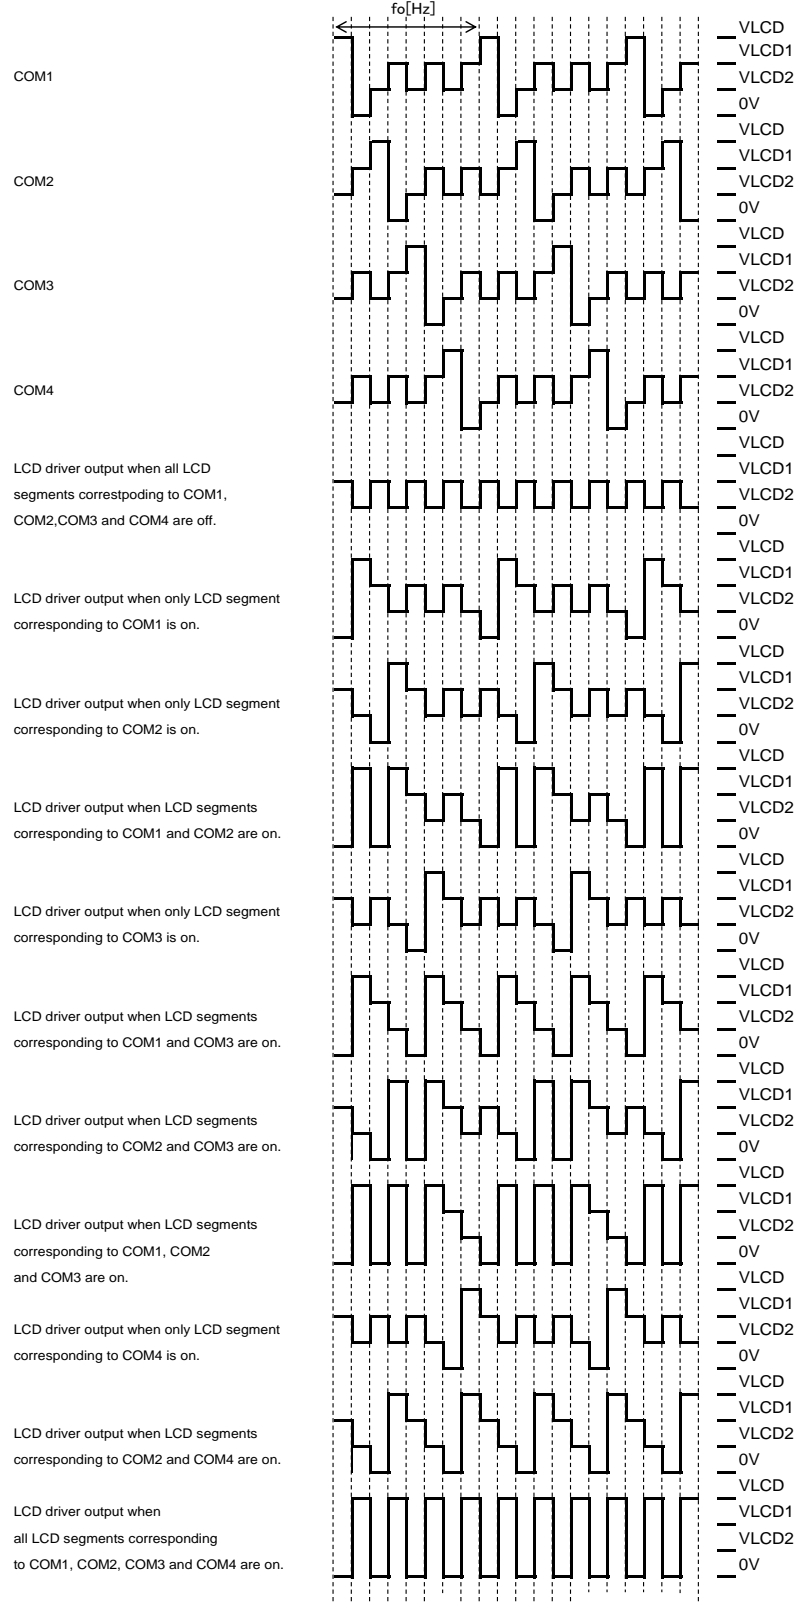 fo[Hz]
VLCD
VLCD1
COM1
VLCD2
0V
VLCD
VLCD1
COM2
VLCD2
0V
VLCD
VLCD1
COM3
VLCD2
0V
VLCD
VLCD1
COM4
VLCD2
0V
VLCD
LCD driver output when all LCD
VLCD1
segments correstpoding to COM1,
VLCD2
COM2,COM3 and COM4 are off.
0V
VLCD
VLCD1
LCD driver output when only LCD segment
VLCD2
corresponding to COM1 is on.
0V
VLCD
VLCD1
LCD driver output when only LCD segment
VLCD2
corresponding to COM2 is on.
0V
VLCD
VLCD1
LCD driver output when LCD segments
VLCD2
corresponding to COM1 and COM2 are on.
0V
VLCD
VLCD1
LCD driver output when only LCD segment
VLCD2
corresponding to COM3 is on.
0V
VLCD
VLCD1
LCD driver output when LCD segments
VLCD2
corresponding to COM1 and COM3 are on.
0V
VLCD
VLCD1
LCD driver output when LCD segments
VLCD2
corresponding to COM2 and COM3 are on.
0V
VLCD
VLCD1
LCD driver output when LCD segments
VLCD2
corresponding to COM1, COM2
0V
and COM3 are on.
VLCD
VLCD1
LCD driver output when only LCD segment
VLCD2
corresponding to COM4 is on.
0V
VLCD
VLCD1
LCD driver output when LCD segments
VLCD2
corresponding to COM2 and COM4 are on.
0V
VLCD
LCD driver output when
VLCD1
all LCD segments corresponding
VLCD2
to COM1, COM2, COM3 and COM4 are on.
0V